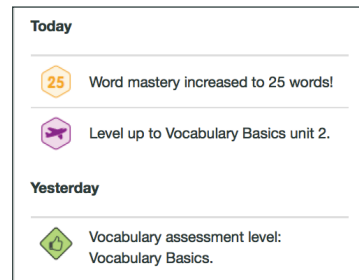 Today
25
Word mastery increased to 25 words!
Level up to Vocabulary Basics unit 2.
Yesterday
Vocabulary assessment level:
Vocabulary Basics.